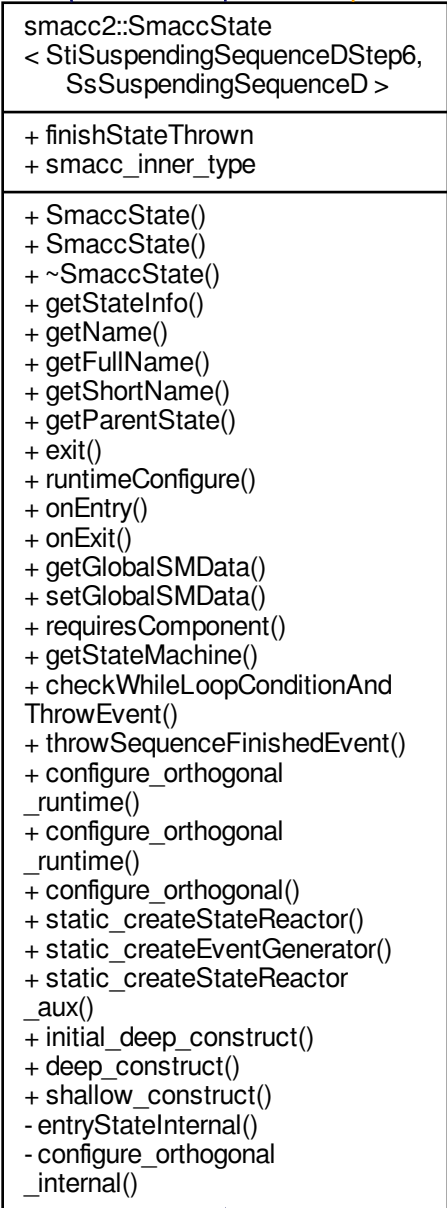 smacc2::SmaccState
< StiSuspendingSequenceDStep6,
SsSuspendingSequenceD >
+ finishStateThrown
+ smacc_inner_type
+ SmaccState()
+ SmaccState()
+ ~SmaccState()
+ getStateInfo()
+ getName()
+ getFullName()
+ getShortName()
+ getParentState()
+ exit()
+ runtimeConfigure()
+ onEntry()
+ onExit()
+ getGlobalSMData()
+ setGlobalSMData()
+ requiresComponent()
+ getStateMachine()
+ checkWhileLoopConditionAnd
ThrowEvent()
+ throwSequenceFinishedEvent()
+ configure_orthogonal
_runtime()
+ configure_orthogonal
_runtime()
+ configure_orthogonal()
+ static_createStateReactor()
+ static_createEventGenerator()
+ static_createStateReactor
_aux()
+ initial_deep_construct()
+ deep_construct()
+ shallow_construct()
- entryStateInternal()
- configure_orthogonal
_internal()